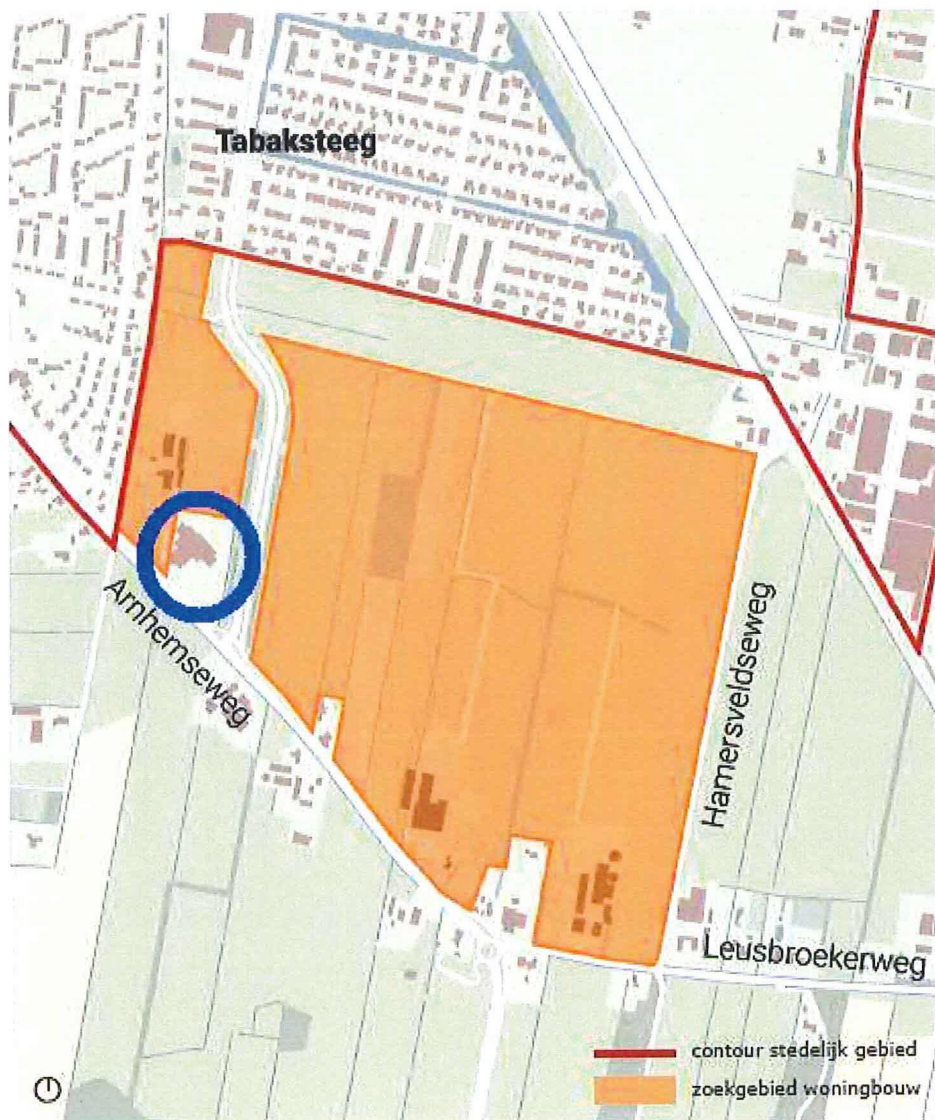 Tabaksteeg
Arnhemseweg
Hamersveldseweg
Leusbroekerweg
contour stedelijk gebied
zoekgebied woningbouw